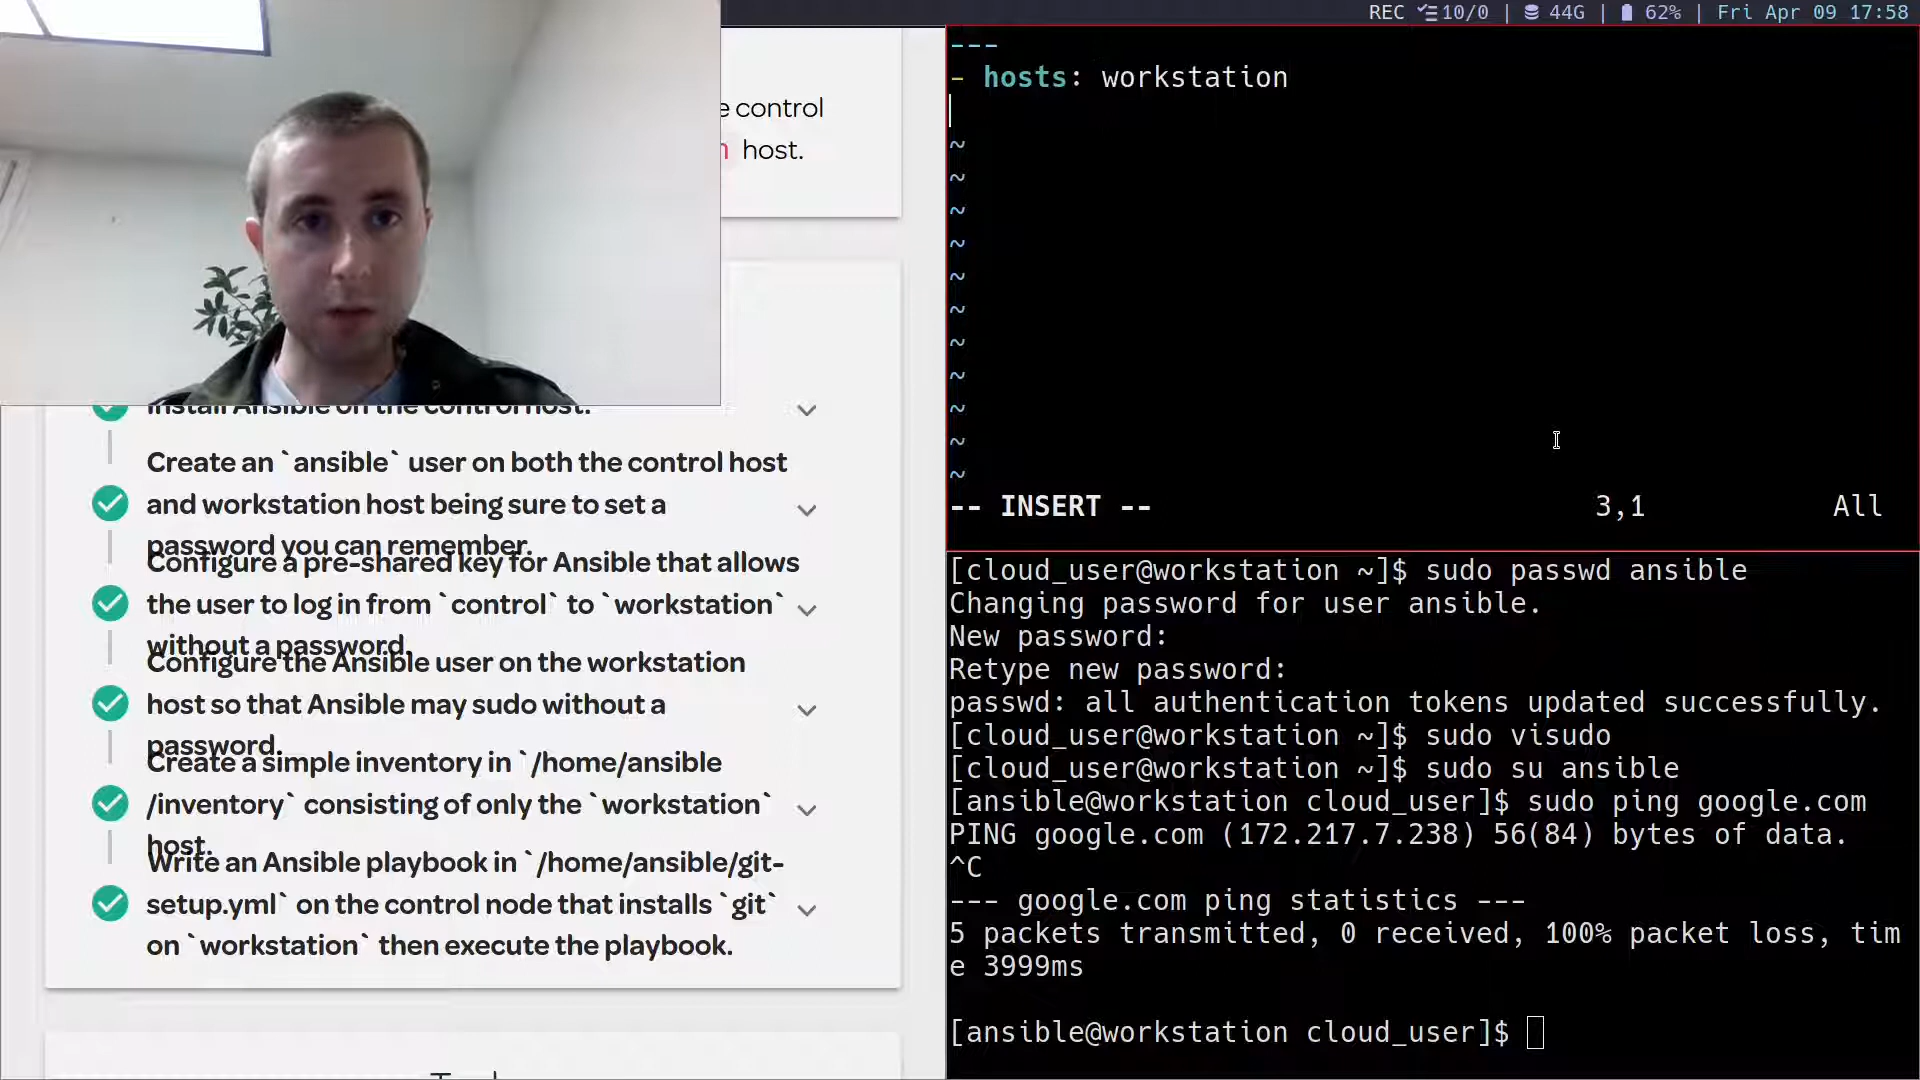 REC 10/0 | 44G | 62% | Fri Apr 09 17:58
e control
host.
Install Ansible on the control host.
Create an `ansible` user on both the control host
and workstation host being sure to set a
password you can remember.
Configure a pre-shared key for Ansible that allows
the user to log in from `control` to `workstation`
without a password.
Configure the Ansible user on the workstation
host so that Ansible may sudo without a
password.
Create a simple inventory in `/home/ansible
/inventory` consisting of only the `workstation`
host.
Write an Ansible playbook in `/home/ansible/git-
setup.yml` on the control node that installs `git`
on `workstation` then execute the playbook.
---
- hosts: workstation
~
~
~
~
~
~
~
~
~
~
~
-- INSERT -- 3,1 All
[cloud_user@workstation ~]$ sudo passwd ansible
Changing password for user ansible.
New password:
Retype new password:
passwd: all authentication tokens updated successfully.
[cloud_user@workstation ~]$ sudo visudo
[cloud_user@workstation ~]$ sudo su ansible
[ansible@workstation cloud_user]$ sudo ping google.com
PING google.com (172.217.7.238) 56(84) bytes of data.
^C
--- google.com ping statistics ---
5 packets transmitted, 0 received, 100% packet loss, tim
e 3999ms
[ansible@workstation cloud_user]$